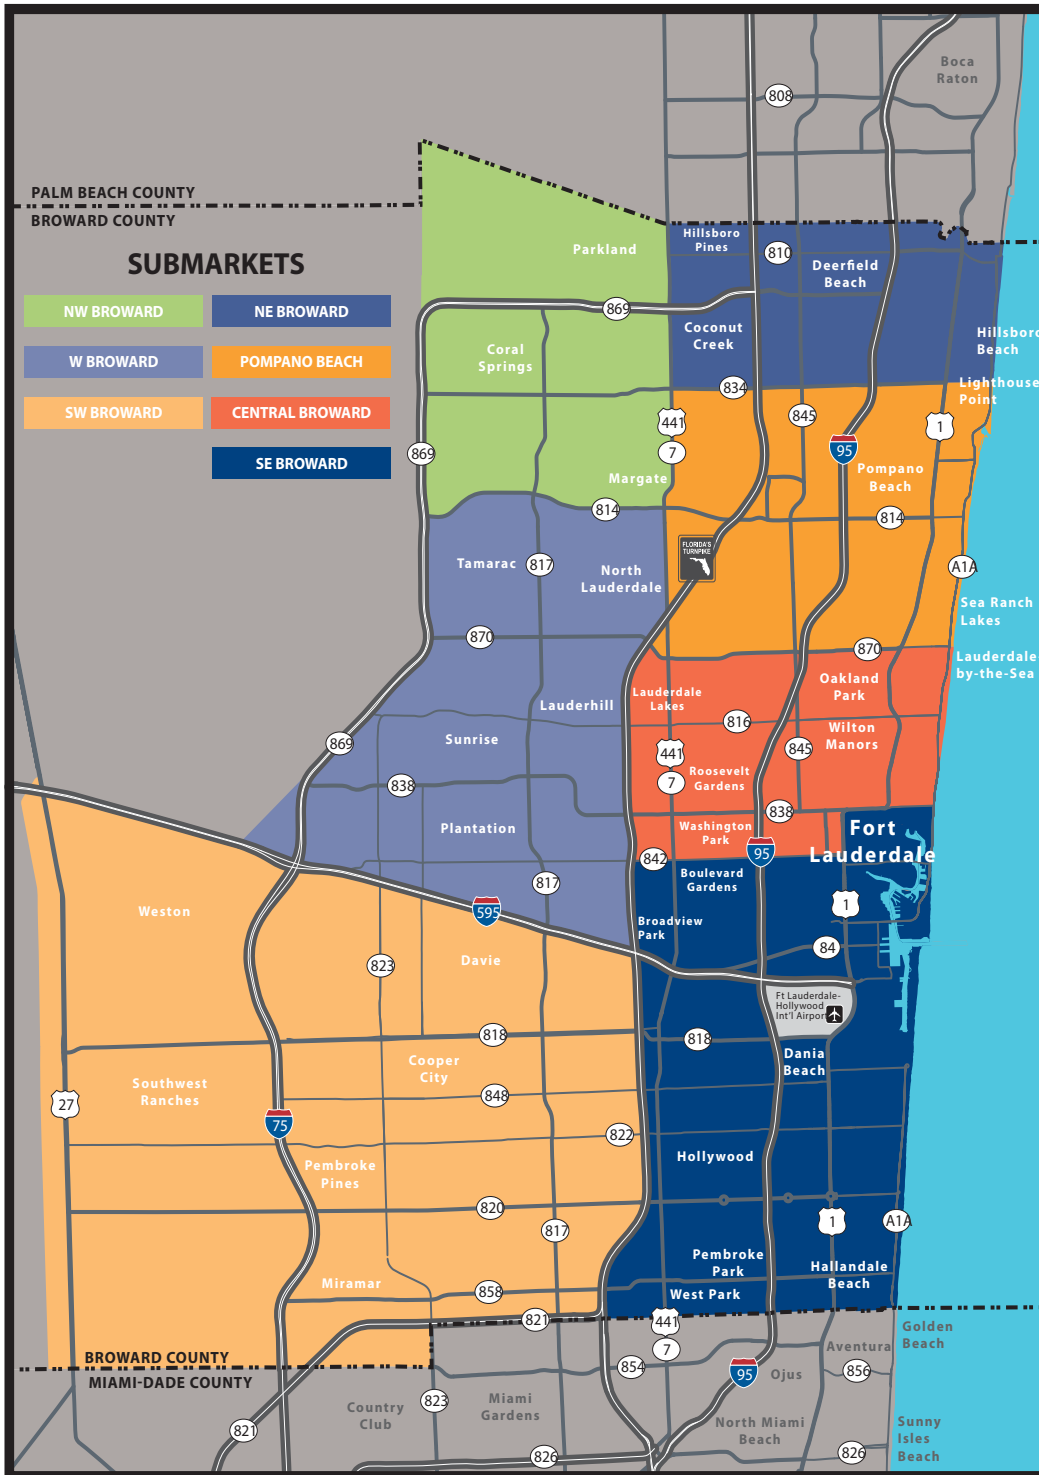 Boca
Raton
808
PALM BEACH COUNTY
BROWARD COUNTY
Hillsboro
Pines
Parkland
810
Deerfield
Beach
SUBMARKETS
NW BROWARD
NE BROWARD
869
Coconut
Creek
Hillsboro
Beach
Coral
Springs
W BROWARD
POMPANO BEACH
834
Lighthouse
Point
SW BROWARD
CENTRAL BROWARD
441
845
1
7
95
869
SE BROWARD
Margate
Pompano
Beach
814
814
FLORIDA'S
TURNPIKE
Tamarac
817
North
Lauderdale
A1A
Sea Ranch
Lakes
870
870
Lauderdale-
by-the-Sea
Oakland
Park
Lauderdale
Lakes
Lauderhill
816
Wilton
Manors
869
Sunrise
441
845
7
Roosevelt
Gardens
838
838
Plantation
Washington
Park
Fort
Lauderdale
842
95
Boulevard
Gardens
817
1
Weston
595
Broadview
Park
84
823
Davie
Ft Lauderdale-
Hollywood
Int'l Airport
818
818
Cooper
City
Dania
Beach
Southwest
Ranches
848
27
75
822
Hollywood
Pembroke
Pines
820
817
1
A1A
Pembroke
Park
Hallandale
Beach
Miramar
858
West Park
821
441
Golden
Beach
7
Aventura
BROWARD COUNTY
MIAMI-DADE COUNTY
854
95
Ojus
856
823
Country
Club
Miami
Gardens
821
North Miami
Beach
Sunny
Isles
Beach
826
826